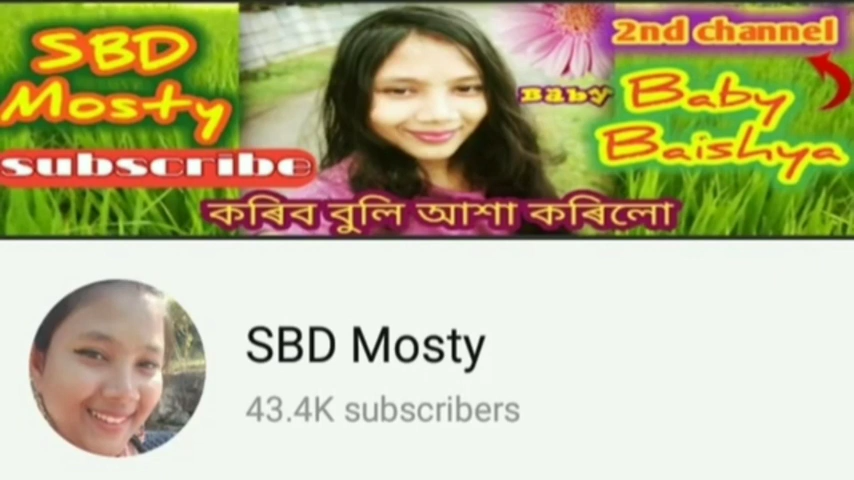 SBD
Mosty
subscribe
Baby
2nd channel
Baby
Baishya
কৰিব বুলি আশা কৰিলো
SBD Mosty
43.4K subscribers